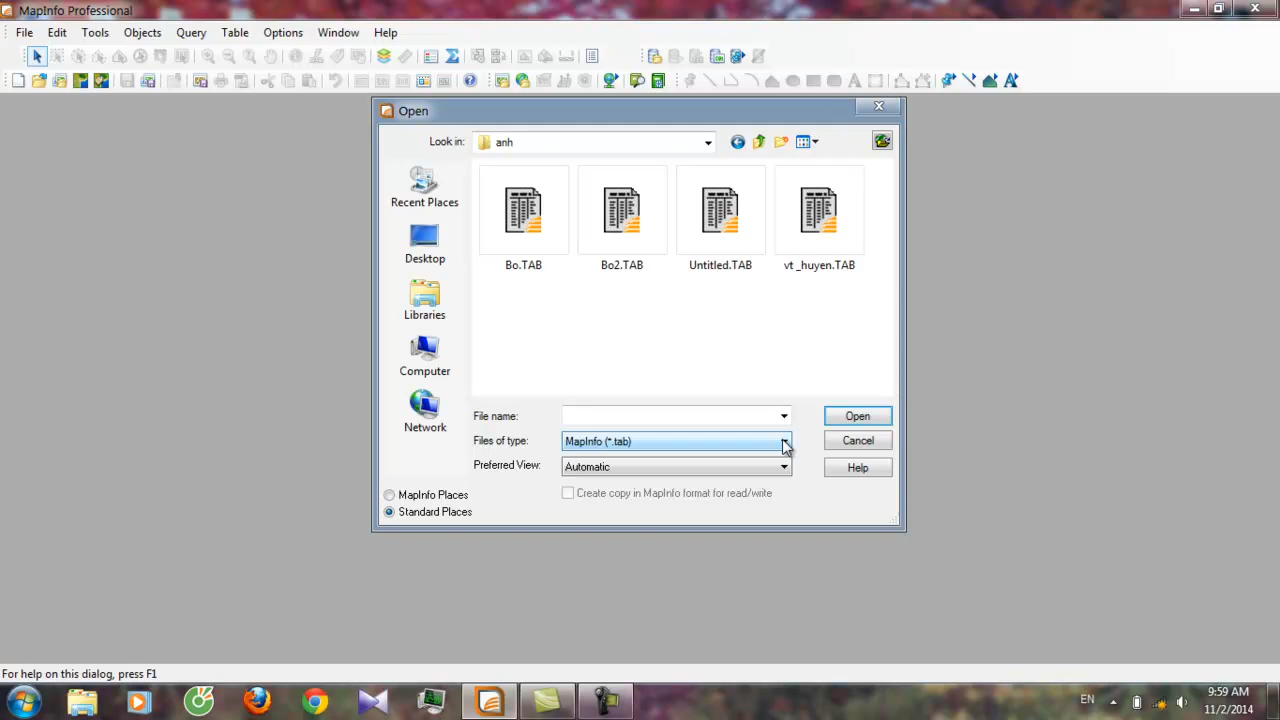 MapInfo Professional
File Edit Tools Objects Query Table Options Window Help
Open
Look in: anh
Recent Places
Desktop
Libraries
Computer
Network
Bo.TAB Bo2.TAB Untitled.TAB vt _huyen.TAB
File name: Open
Files of type: MapInfo (*.tab) Cancel
Preferred View: Automatic Help
MapInfo Places
Create copy in MapInfo format for read/write
Standard Places
For help on this dialog, press F1
EN 9:59 AM
11/2/2014